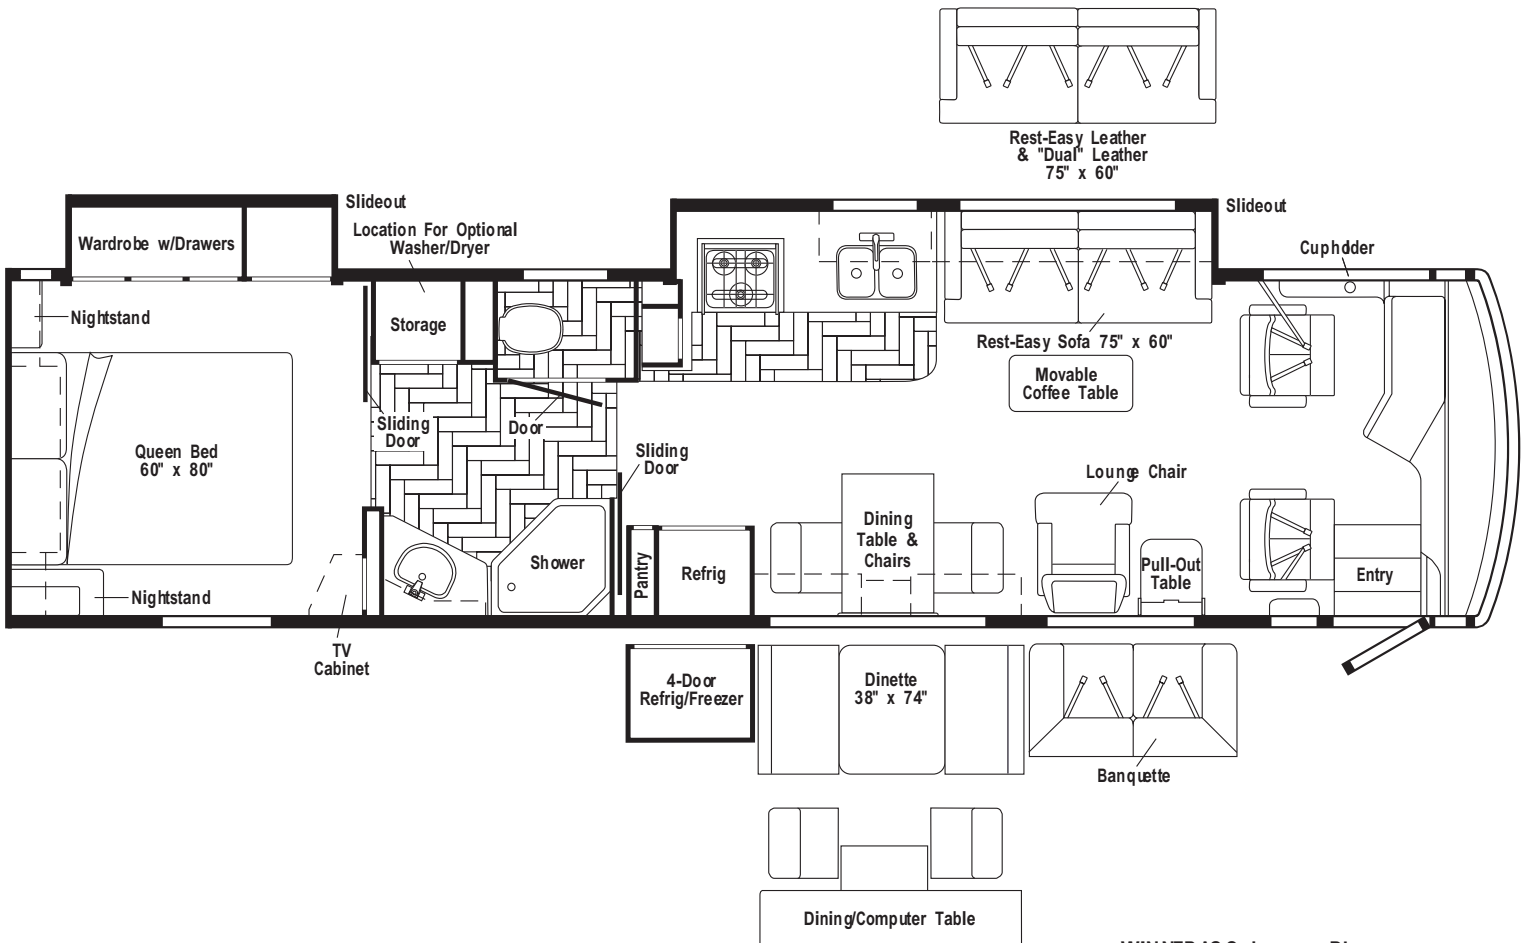 Rest-Easy Leather
& "Dual" Leather
75" x 60"
Slideout
Slideout
Location For Optional
Washer/Dryer
Wardrobe w/Drawers
Cupholder
Nightstand
Storage
Rest-Easy Sofa 75" x 60"
Movable
Coffee Table
Sliding
Door
Door
Queen Bed
60" x 80"
Sliding
Door
Lounge Chair
Dining
Table &
Chairs
Shower
Pantry
Refrig
Pull-Out
Table
Entry
Nightstand
TV
Cabinet
4-Door
Refrig/Freezer
Dinette
38" x 74"
Banquette
Dining/Computer Table